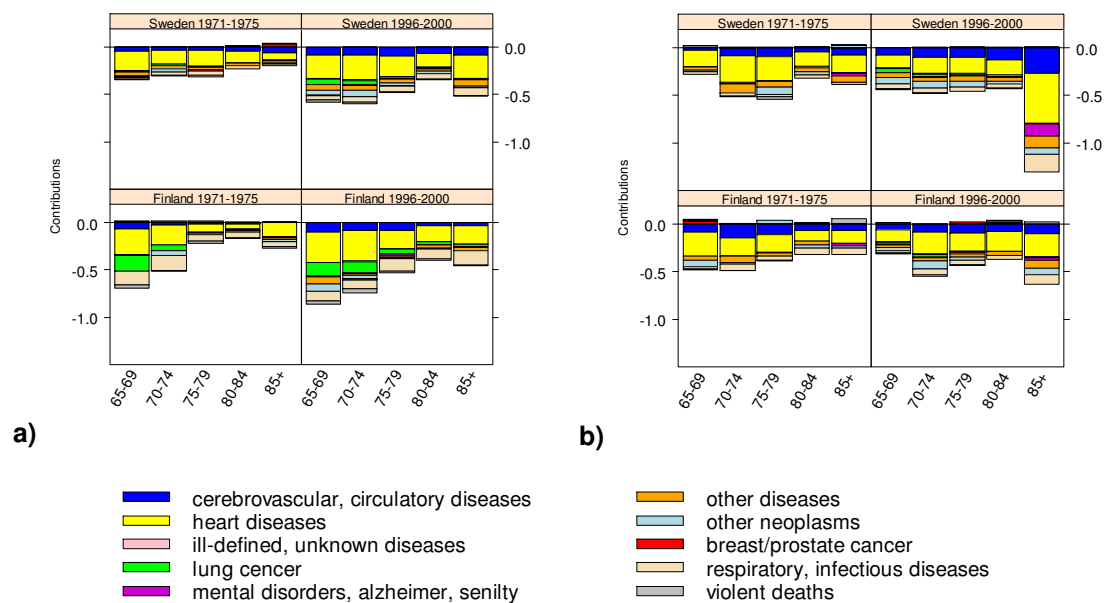 Sweden 1971-1975
Sweden 1996-2000
Finland 1971-1975
Finland 1996-2000
Contributions
0.0
-0.5
-1.0
0.0
-0.5
-1.0
65-69
70-74
75-79
80-84
85+
65-69
70-74
75-79
80-84
85+
a)
Sweden 1971-1975
Sweden 1996-2000
Finland 1971-1975
Finland 1996-2000
Contributions
0.0
-0.5
-1.0
0.0
-0.5
-1.0
65-69
70-74
75-79
80-84
85+
65-69
70-74
75-79
80-84
85+
b)
cerebrovascular, circulatory diseases
heart diseases
ill-defined, unknown diseases
lung cencer
mental disorders, alzheimer, senilty
other diseases
other neoplasms
breast/prostate cancer
respiratory, infectious diseases
violent deaths